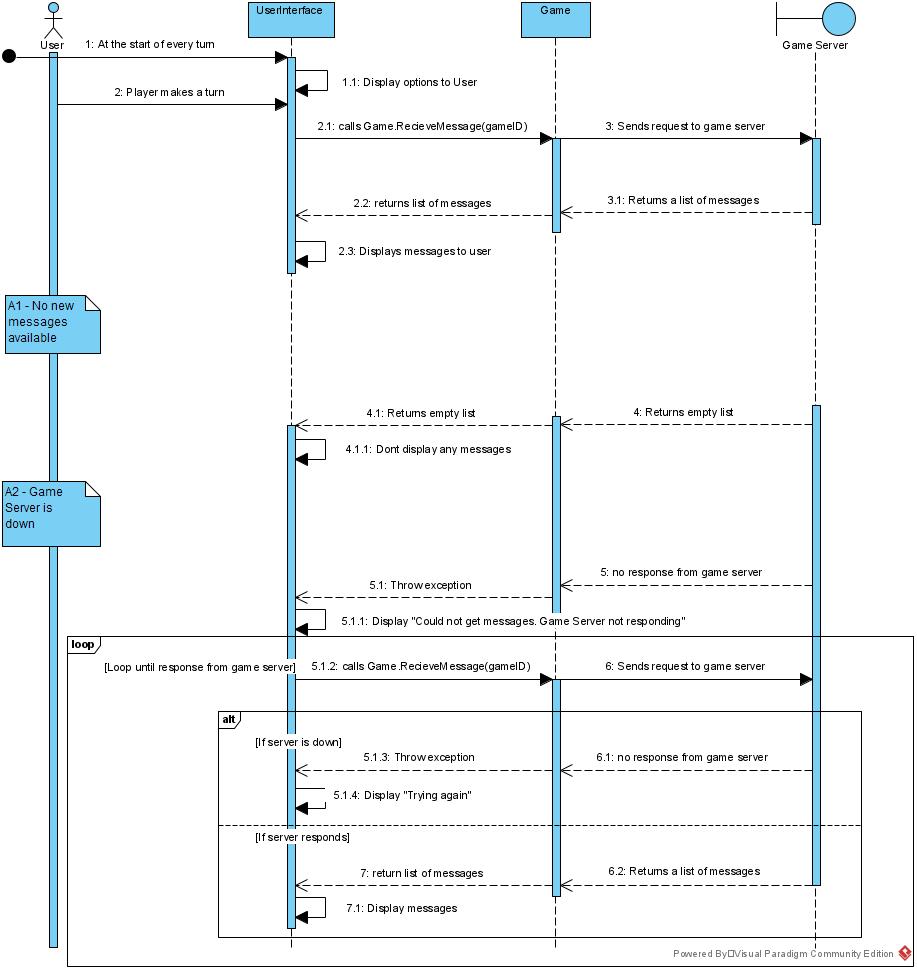 User
UserInterface
Game
Game Server
1: At the start of every turn
1.1: Display options to User
2: Player makes a turn
2.1: calls Game.RecieveMessage(gameID)
3: Sends request to game server
2.2: returns list of messages
3.1: Returns a list of messages
2.3: Displays messages to user
A1 - No new
messages
available
4.1: Returns empty list
4: Returns empty list
4.1.1: Dont display any messages
A2 - Game
Server is
down
5: no response from game server
5.1: Throw exception
5.1.1: Display "Could not get messages. Game Server not responding"
loop
[Loop until response from game server]
5.1.2: calls Game.RecieveMessage(gameID)
6: Sends request to game server
alt
[If server is down]
5.1.3: Throw exception
6.1: no response from game server
5.1.4: Display "Trying again"
[If server responds]
7: return list of messages
6.2: Returns a list of messages
7.1: Display messages
Powered By Visual Paradigm Community Edition